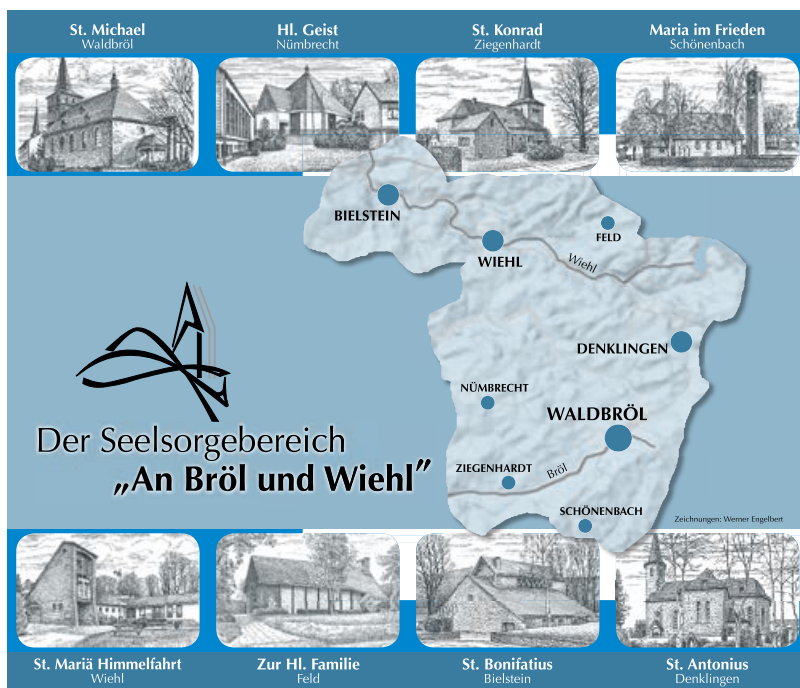 St. Michael
Waldbröl
Hl. Geist
Nümbrecht
St. Konrad
Ziegenhardt
Maria im Frieden
Schönenbach
BIELSTEIN
WIEHL
FELD
Wiehl
DENKLINGEN
NÜMBRECHT
WALDBRÖL
ZIEGENHARDT
Bröl
SCHÖNENBACH
Der Seelsorgebereich
„An Bröl und Wiehl”
Zeichnungen: Werner Engelbert
St. Mariä Himmelfahrt
Wiehl
Zur Hl. Familie
Feld
St. Bonifatius
Bielstein
St. Antonius
Denklingen